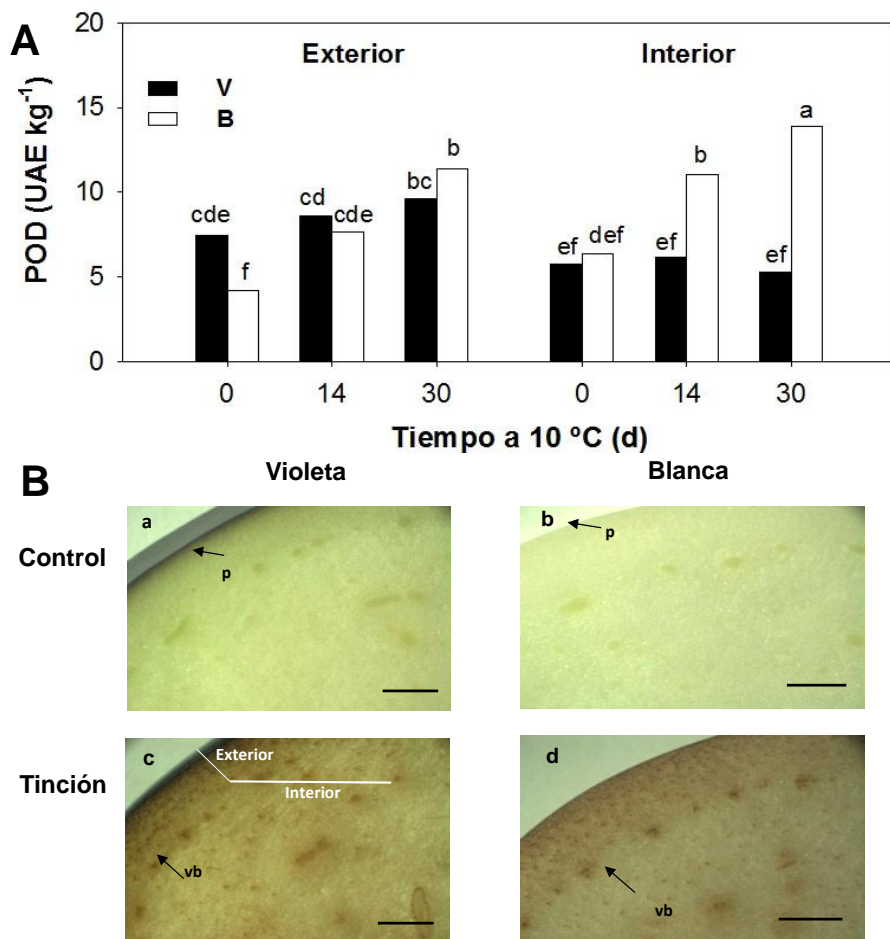 A
POD (UAE kg⁻¹)
20
15
10
5
0
Exterior
Interior
V
B
cde
f
cd
cde
bc
b
ef
def
ef
b
ef
a
0
14
30
0
14
30
Tiempo a 10 ºC (d)
B
Violeta
Blanca
Control
a
p
b
p
Tinción
c
Exterior
Interior
vb
d
vb